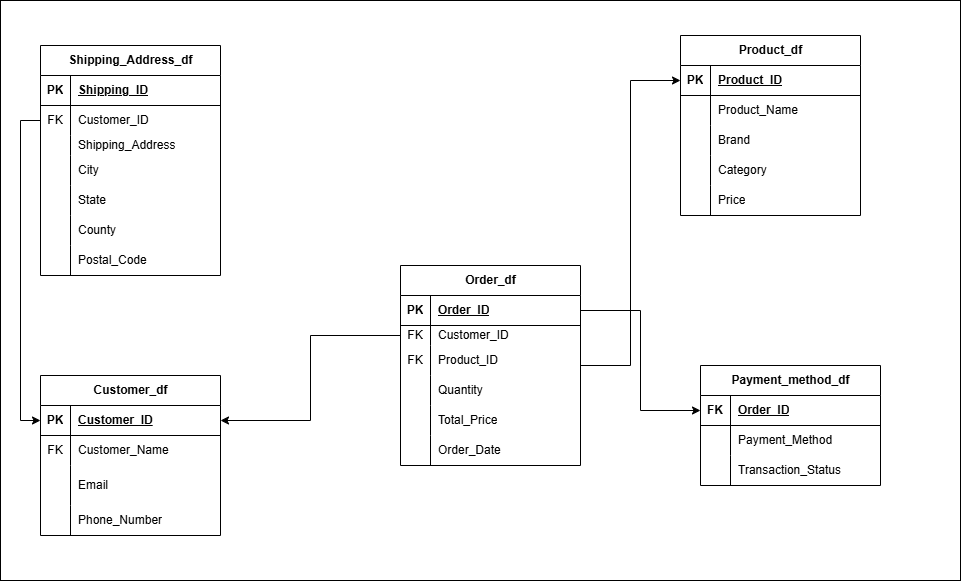 Shipping_Address_df
PK Shipping_ID
FK Customer_ID
Shipping_Address
City
State
County
Postal_Code
Product_df
PK Product_ID
Product_Name
Brand
Category
Price
Order_df
PK Order_ID
FK Customer_ID
FK Product_ID
Quantity
Total_Price
Order_Date
Customer_df
PK Customer_ID
FK Customer_Name
Email
Phone_Number
Payment_method_df
FK Order_ID
Payment_Method
Transaction_Status